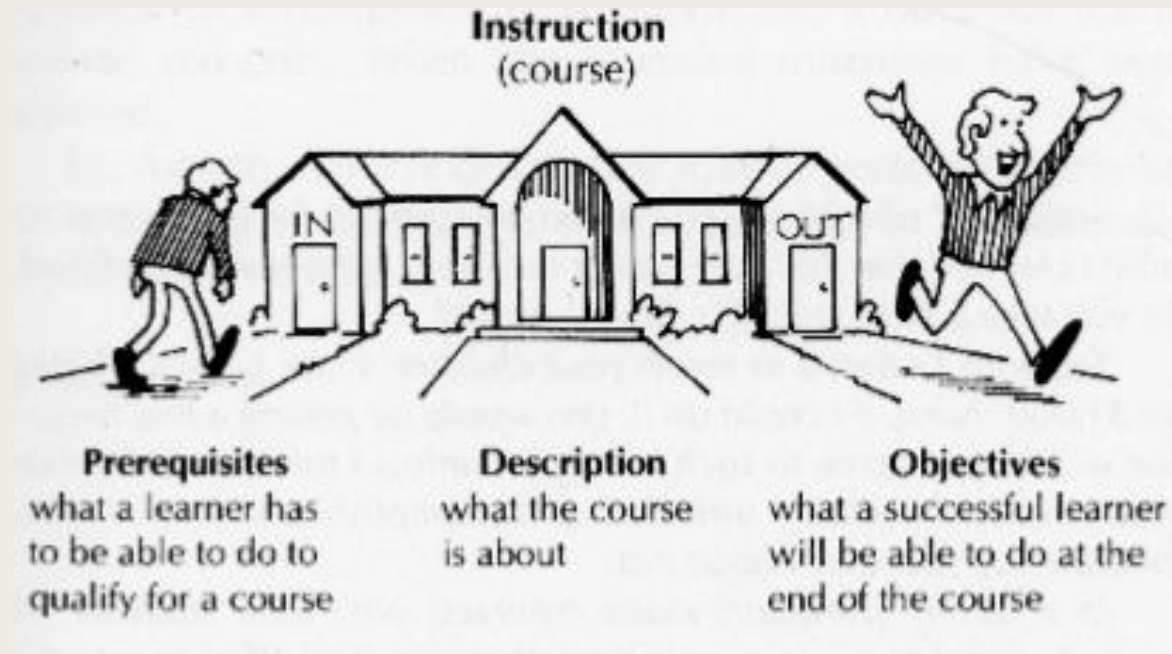 Instruction
(course)
IN
OUT
Prerequisites
what a learner has
to be able to do to
qualify for a course
Description
what the course
is about
Objectives
what a successful learner
will be able to do at the
end of the course